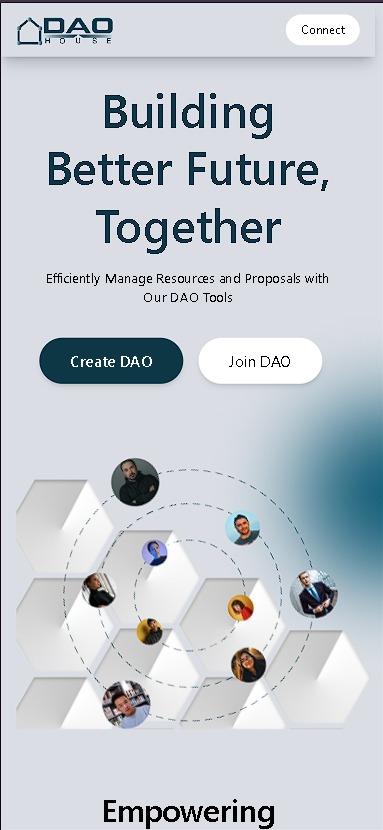 DAO
HOUSE
Connect
Building
Better Future,
Together
Efficiently Manage Resources and Proposals with
Our DAO Tools
Create DAO
Join DAO
Empowering